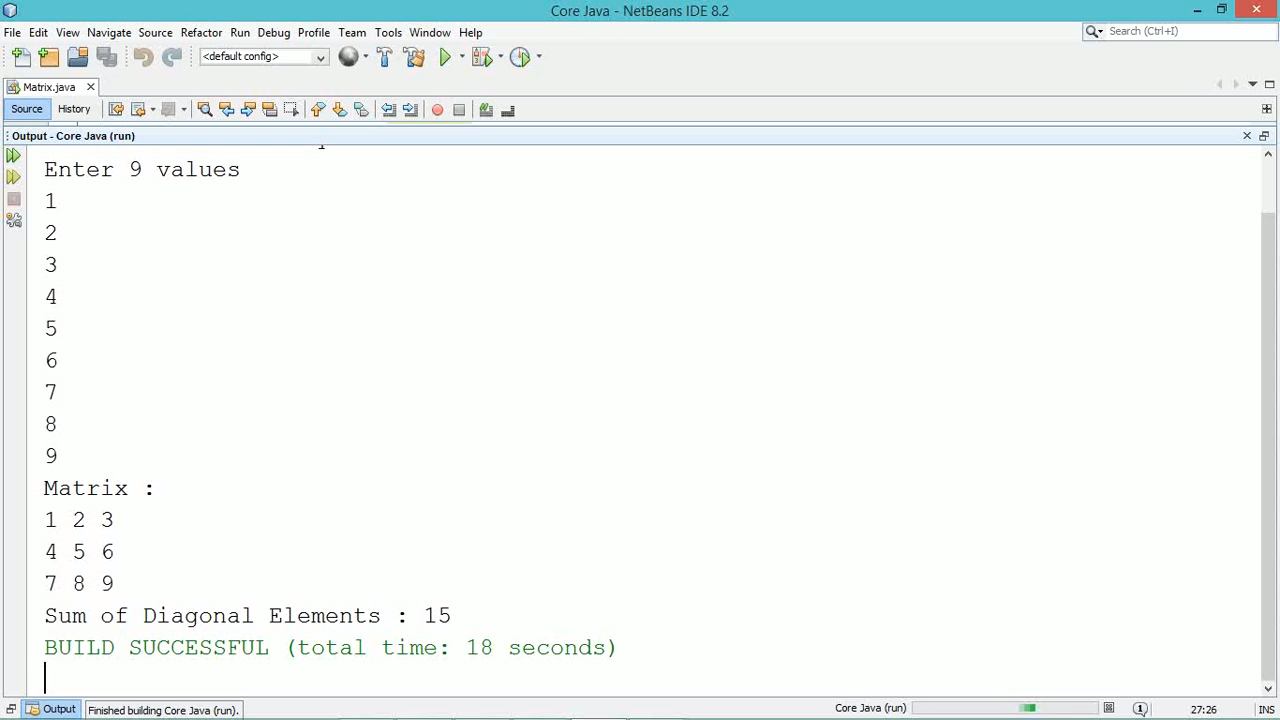 Core Java - NetBeans IDE 8.2
File Edit View Navigate Source Refactor Run Debug Profile Team Tools Window Help
Search (Ctrl+I)
<default config>
Matrix.java
Source History
Output - Core Java (run)
Enter 9 values
1
2
3
4
5
6
7
8
9
Matrix :
1 2 3
4 5 6
7 8 9
Sum of Diagonal Elements : 15
BUILD SUCCESSFUL (total time: 18 seconds)
Output Finished building Core Java (run). Core Java (run) 27:26 INS